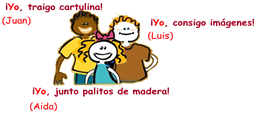 ¡Yo, traigo cartulina!
(Juan)
¡Yo, consigo imágenes!
(Luis)
¡Yo, junto palitos de madera!
(Aida)